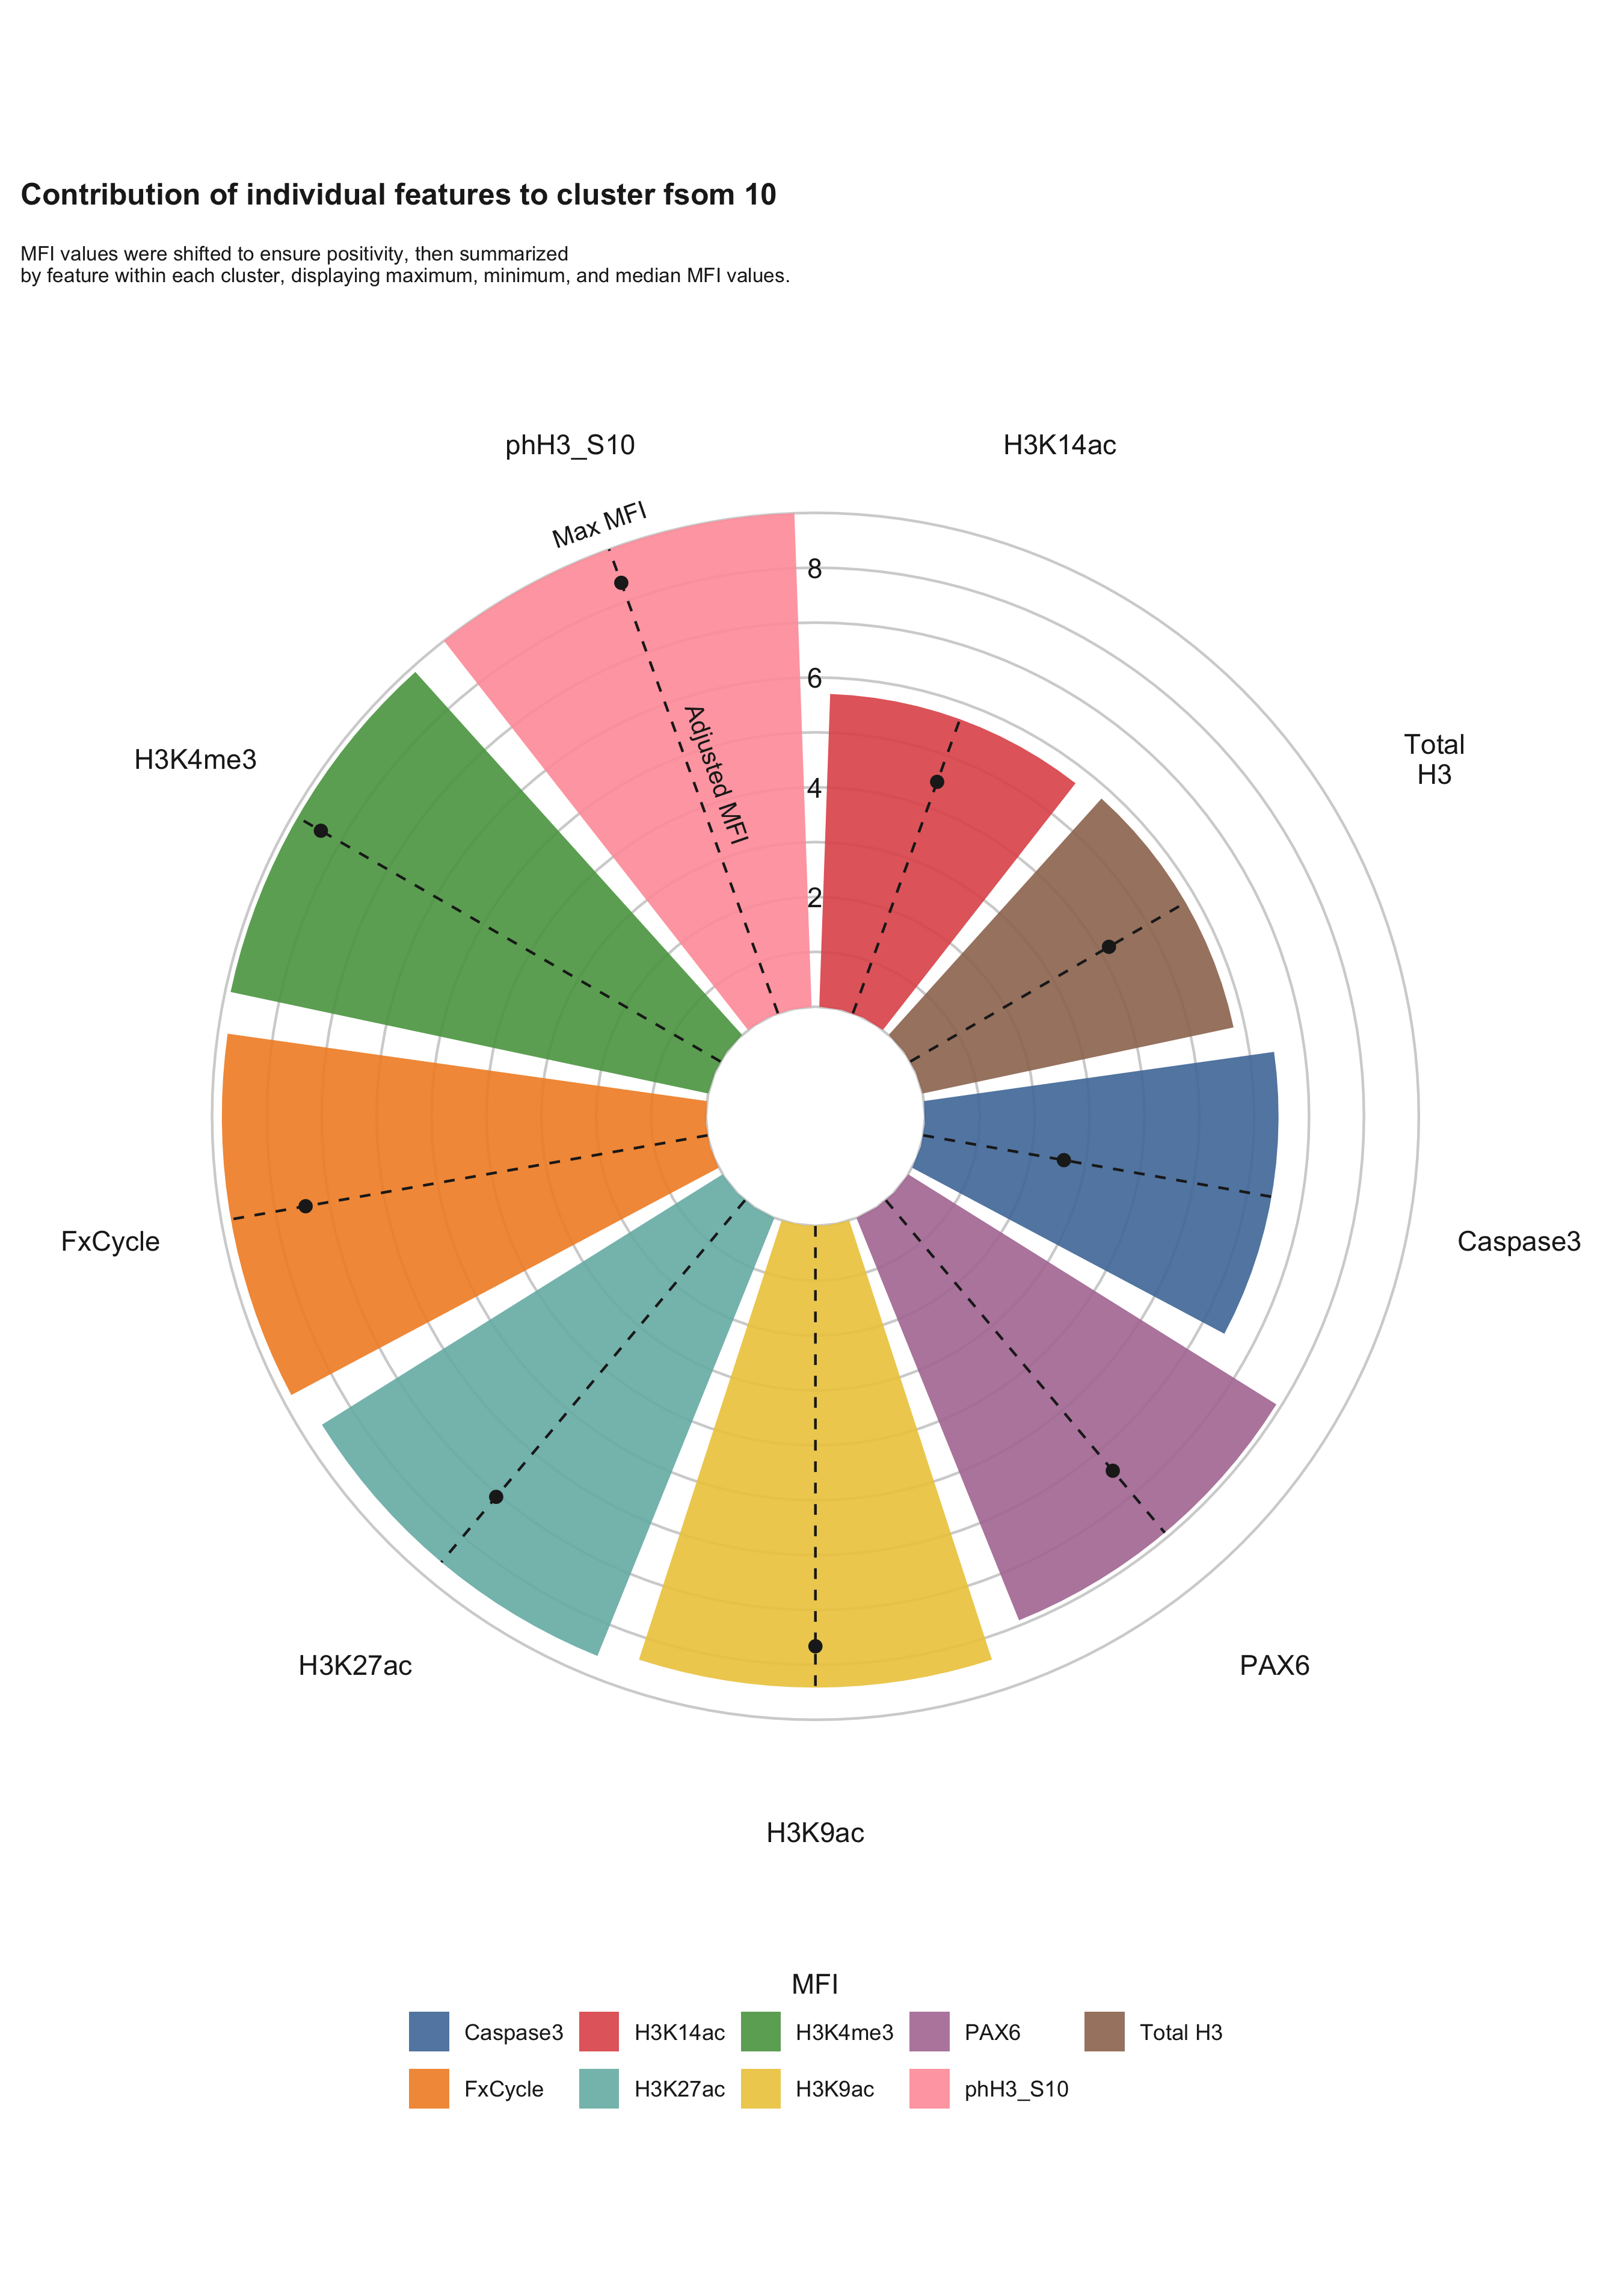 Contribution of individual features to cluster fsom 10
MFI values were shifted to ensure positivity, then summarized
by feature within each cluster, displaying maximum, minimum, and median MFI values.
phH3_S10
H3K14ac
Max MFI
8
6
Adjusted MFI
4
2
H3K4me3
Total
H3
FxCycle
Caspase3
H3K27ac
PAX6
H3K9ac
MFI
Caspase3
H3K14ac
H3K4me3
PAX6
Total H3
FxCycle
H3K27ac
H3K9ac
phH3_S10